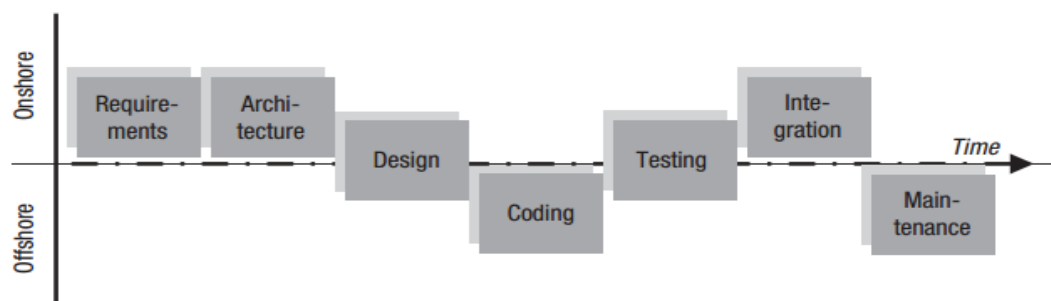 Onshore
Require-
ments
Archi-
tecture
Design
Coding
Testing
Inte-
gration
Time
Main-
tenance
Offshore